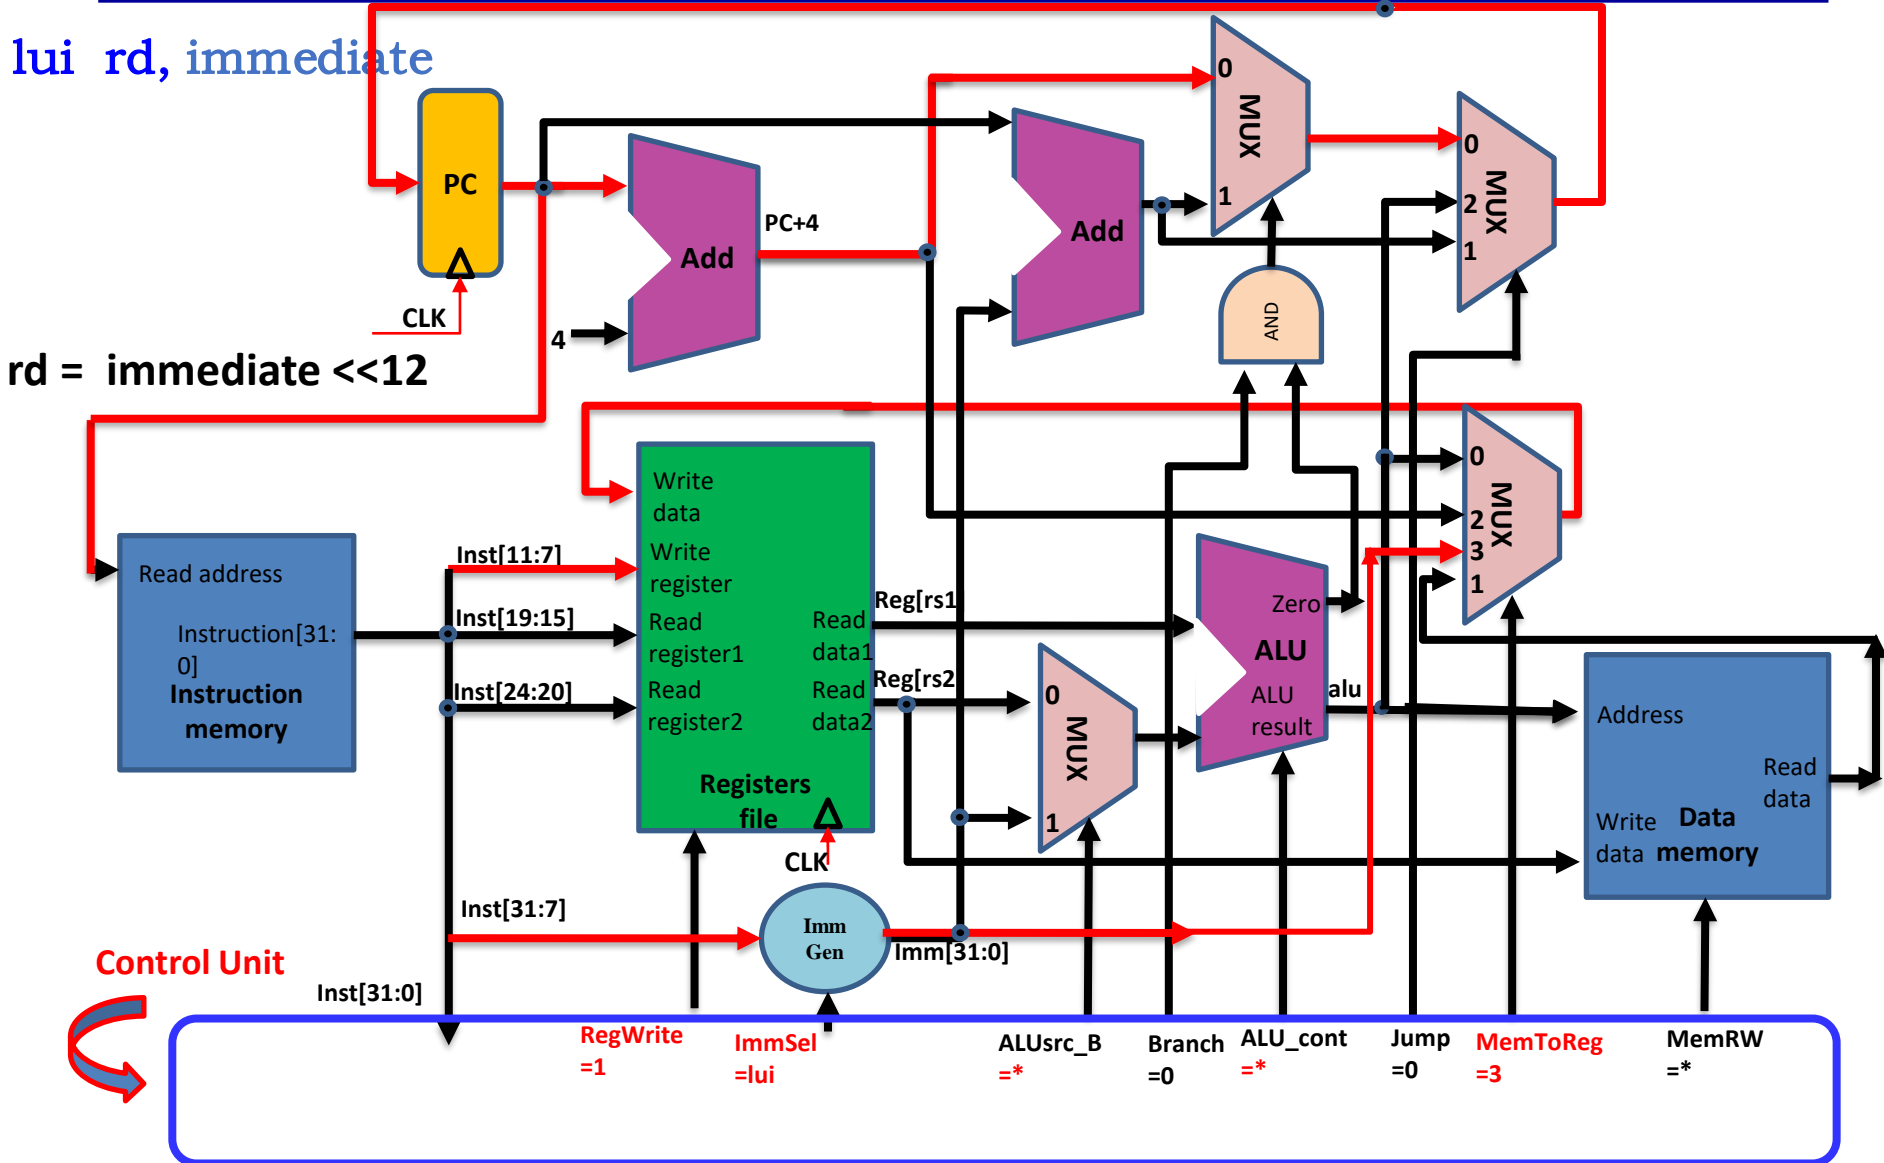 lui rd, immediate
PC
CLK
rd = immediate <<12
4
Add
PC+4
Add
0
MUX
1
AND
0
MUX
2
1
Read address
Instruction[31:
0]
Instruction
memory
Inst[11:7]
Inst[19:15]
Inst[24:20]
Inst[31:7]
Inst[31:0]
Write
data
Write
register
Read
register1
Read
register2
Read
data1
Read
data2
Registers
file
CLK
Reg[rs1
Reg[rs2
Imm
Gen
Imm[31:0]
0
MUX
1
Zero
ALU
ALU
result
alu
0
MUX
2
3
1
Address
Read
data
Write
data
Data
memory
Control Unit
RegWrite
=1
ImmSel
=lui
ALUsrc_B
=*
Branch
=0
ALU_cont
=*
Jump
=0
MemToReg
=3
MemRW
=*